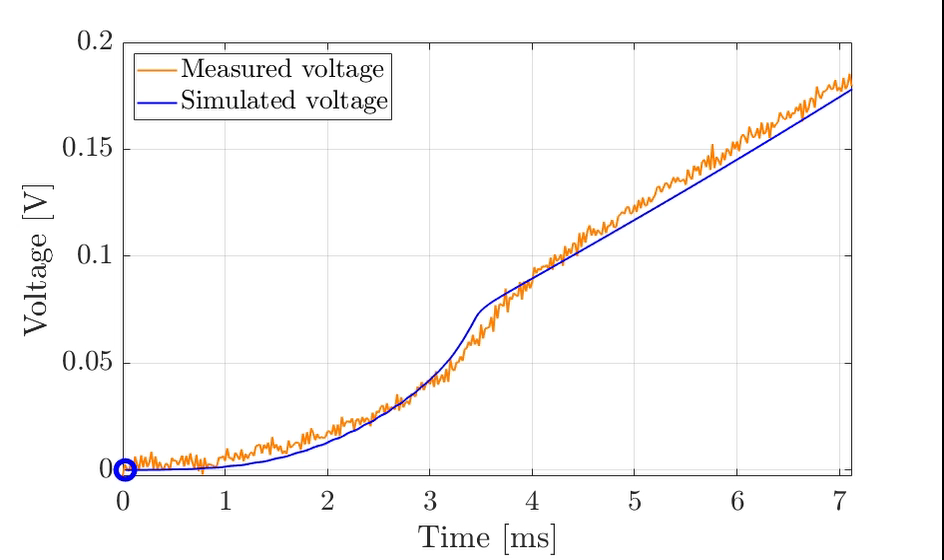 0.2
Measured voltage
Simulated voltage
0.15
0.1
0.05
0
Voltage [V]
0 1 2 3 4 5 6 7
Time [ms]